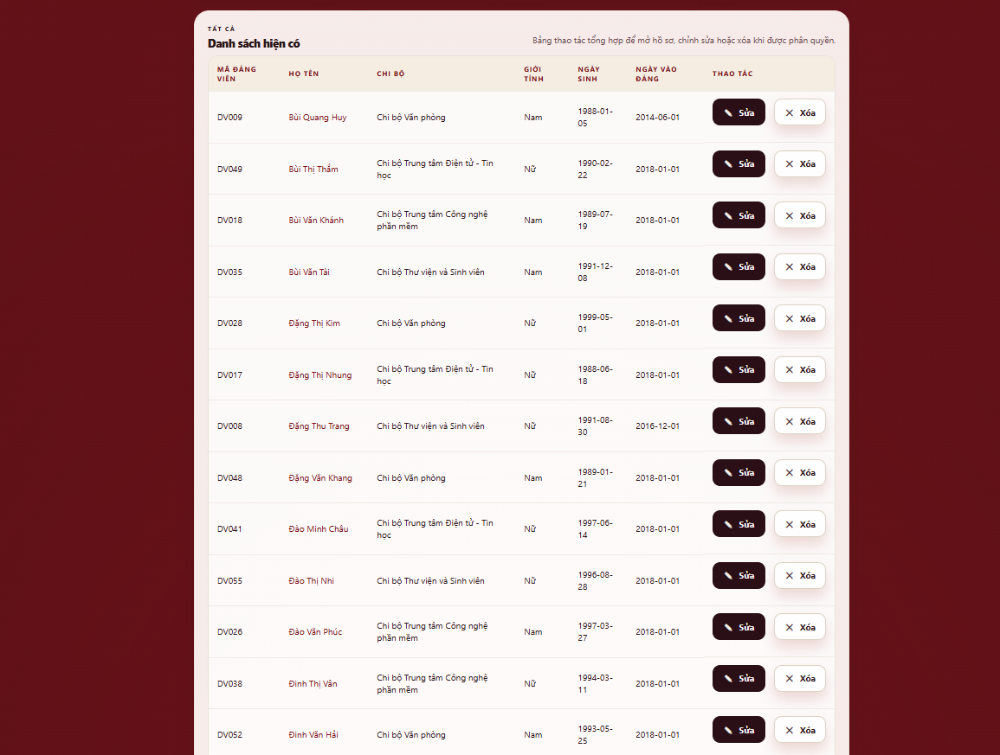 TẤT CẢ
Danh sách hiện có
Bảng thao tác tổng hợp để mở hồ sơ, chỉnh sửa hoặc xóa khi được phân quyền.
MÃ ĐẢNG VIÊN HỌ TÊN CHI BỘ GIỚI TÍNH NGÀY SINH NGÀY VÀO ĐẢNG THAO TÁC
DV009 Bùi Quang Huy Chi bộ Văn phòng Nam 1988-01-05 2014-06-01 Sửa Xóa
DV049 Bùi Thị Thắm Chi bộ Trung tâm Điện tử - Tin học Nữ 1990-02-22 2018-01-01 Sửa Xóa
DV018 Bùi Văn Khánh Chi bộ Trung tâm Công nghệ phần mềm Nam 1989-07-19 2018-01-01 Sửa Xóa
DV035 Bùi Văn Tài Chi bộ Thư viện và Sinh viên Nam 1991-12-08 2018-01-01 Sửa Xóa
DV028 Đặng Thị Kim Chi bộ Văn phòng Nữ 1999-05-01 2018-01-01 Sửa Xóa
DV017 Đặng Thị Nhung Chi bộ Trung tâm Điện tử - Tin học Nữ 1988-06-18 2018-01-01 Sửa Xóa
DV008 Đặng Thu Trang Chi bộ Thư viện và Sinh viên Nữ 1991-08-30 2016-12-01 Sửa Xóa
DV048 Đặng Văn Khang Chi bộ Văn phòng Nam 1989-01-21 2018-01-01 Sửa Xóa
DV041 Đào Minh Châu Chi bộ Trung tâm Điện tử - Tin học Nữ 1997-06-14 2018-01-01 Sửa Xóa
DV055 Đào Thị Nhi Chi bộ Thư viện và Sinh viên Nữ 1996-08-28 2018-01-01 Sửa Xóa
DV026 Đào Văn Phúc Chi bộ Trung tâm Công nghệ phần mềm Nam 1997-03-27 2018-01-01 Sửa Xóa
DV038 Đinh Thị Vân Chi bộ Trung tâm Công nghệ phần mềm Nữ 1994-03-11 2018-01-01 Sửa Xóa
DV052 Đinh Văn Hải Chi bộ Văn phòng Nam 1993-05-25 2018-01-01 Sửa Xóa